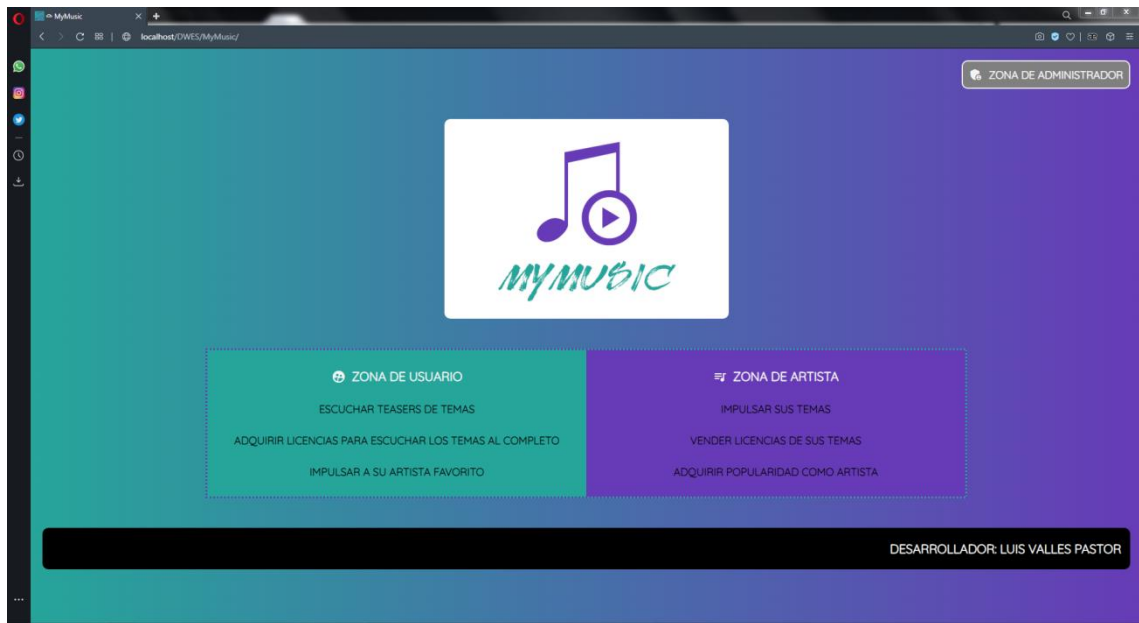 MyMusic
localhost/DWES/MyMusic/
ZONA DE ADMINISTRADOR
MYMUSIC
ZONA DE USUARIO
ESCUCHAR TEASERS DE TEMAS
ADQUIRIR LICENCIAS PARA ESCUCHAR LOS TEMAS AL COMPLETO
IMPULSAR A SU ARTISTA FAVORITO
ZONA DE ARTISTA
IMPULSAR SUS TEMAS
VENDER LICENCIAS DE SUS TEMAS
ADQUIRIR POPULARIDAD COMO ARTISTA
DESARROLLADOR: LUIS VALLES PASTOR